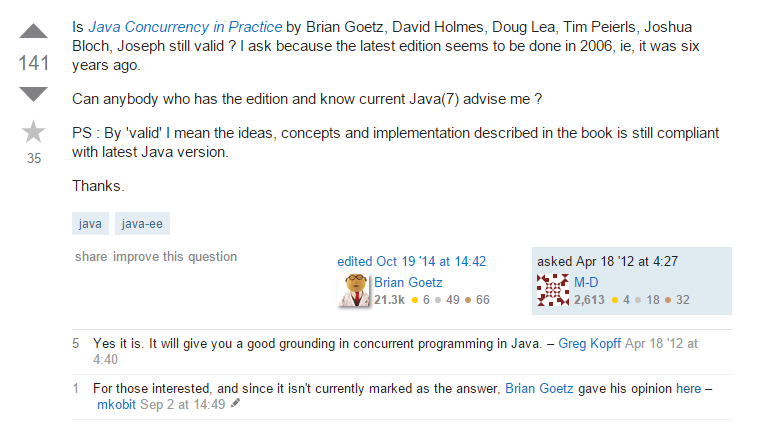 Is Java Concurrency in Practice by Brian Goetz, David Holmes, Doug Lea, Tim Peierls, Joshua
Bloch, Joseph still valid ? I ask because the latest edition seems to be done in 2006, ie, it was six
years ago.
141
Can anybody who has the edition and know current Java(7) advise me ?
PS : By 'valid' I mean the ideas, concepts and implementation described in the book is still compliant
with latest Java version.
35
Thanks.
java java-ee
share improve this question
edited Oct 19 '14 at 14:42
Brian Goetz
21.3k 6 49 66
asked Apr 18 '12 at 4:27
M-D
2,613 4 18 32
5 Yes it is. It will give you a good grounding in concurrent programming in Java. – Greg Kopff Apr 18 '12 at
4:40
1 For those interested, and since it isn't currently marked as the answer, Brian Goetz gave his opinion here –
mkobit Sep 2 at 14:49